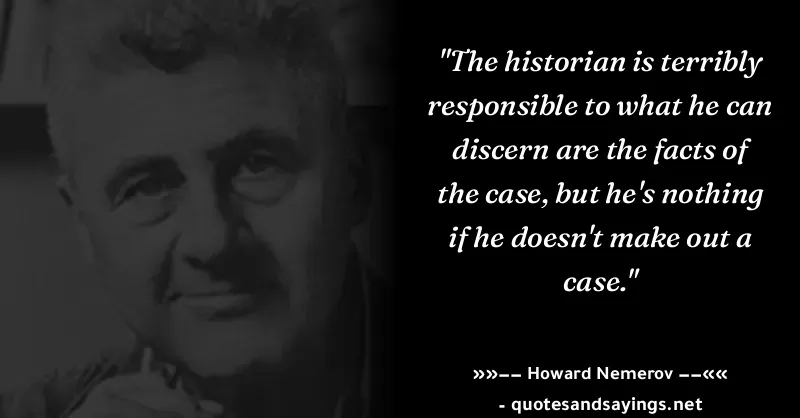 "The historian is terribly
responsible to what he can
discern are the facts of
the case, but he's nothing
if he doesn't make out a
case."
»»–– Howard Nemerov ––««
- quotesandsayings.net